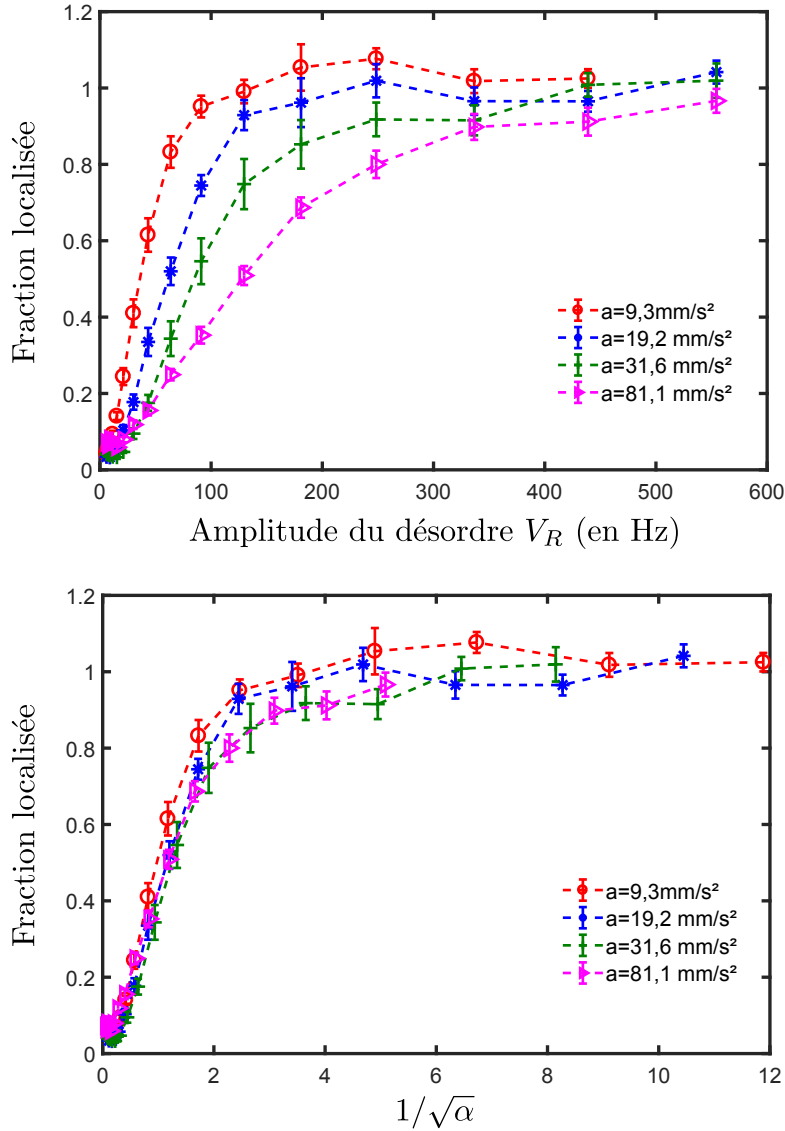 1.2
1
0.8
0.6
0.4
0.2
0
Fraction localisée
a=9,3mm/s²
a=19,2 mm/s²
a=31,6 mm/s²
a=81,1 mm/s²
0 100 200 300 400 500 600
Amplitude du désordre V_R (en Hz)
1.2
1
0.8
0.6
0.4
0.2
0
Fraction localisée
a=9,3mm/s²
a=19,2 mm/s²
a=31,6 mm/s²
a=81,1 mm/s²
0 2 4 6 8 10 12
1/√α